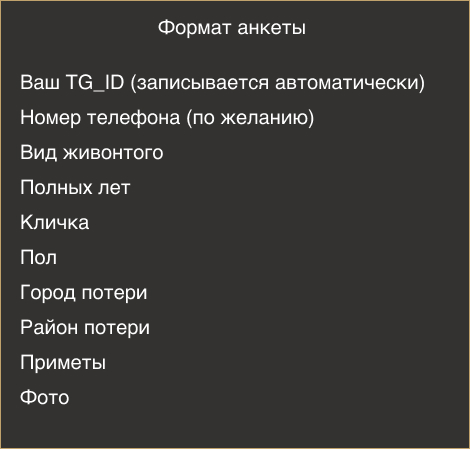 Формат анкеты
Ваш TG_ID (записывается автоматически)
Номер телефона (по желанию)
Вид живонтого
Полных лет
Кличка
Пол
Город потери
Район потери
Приметы
Фото